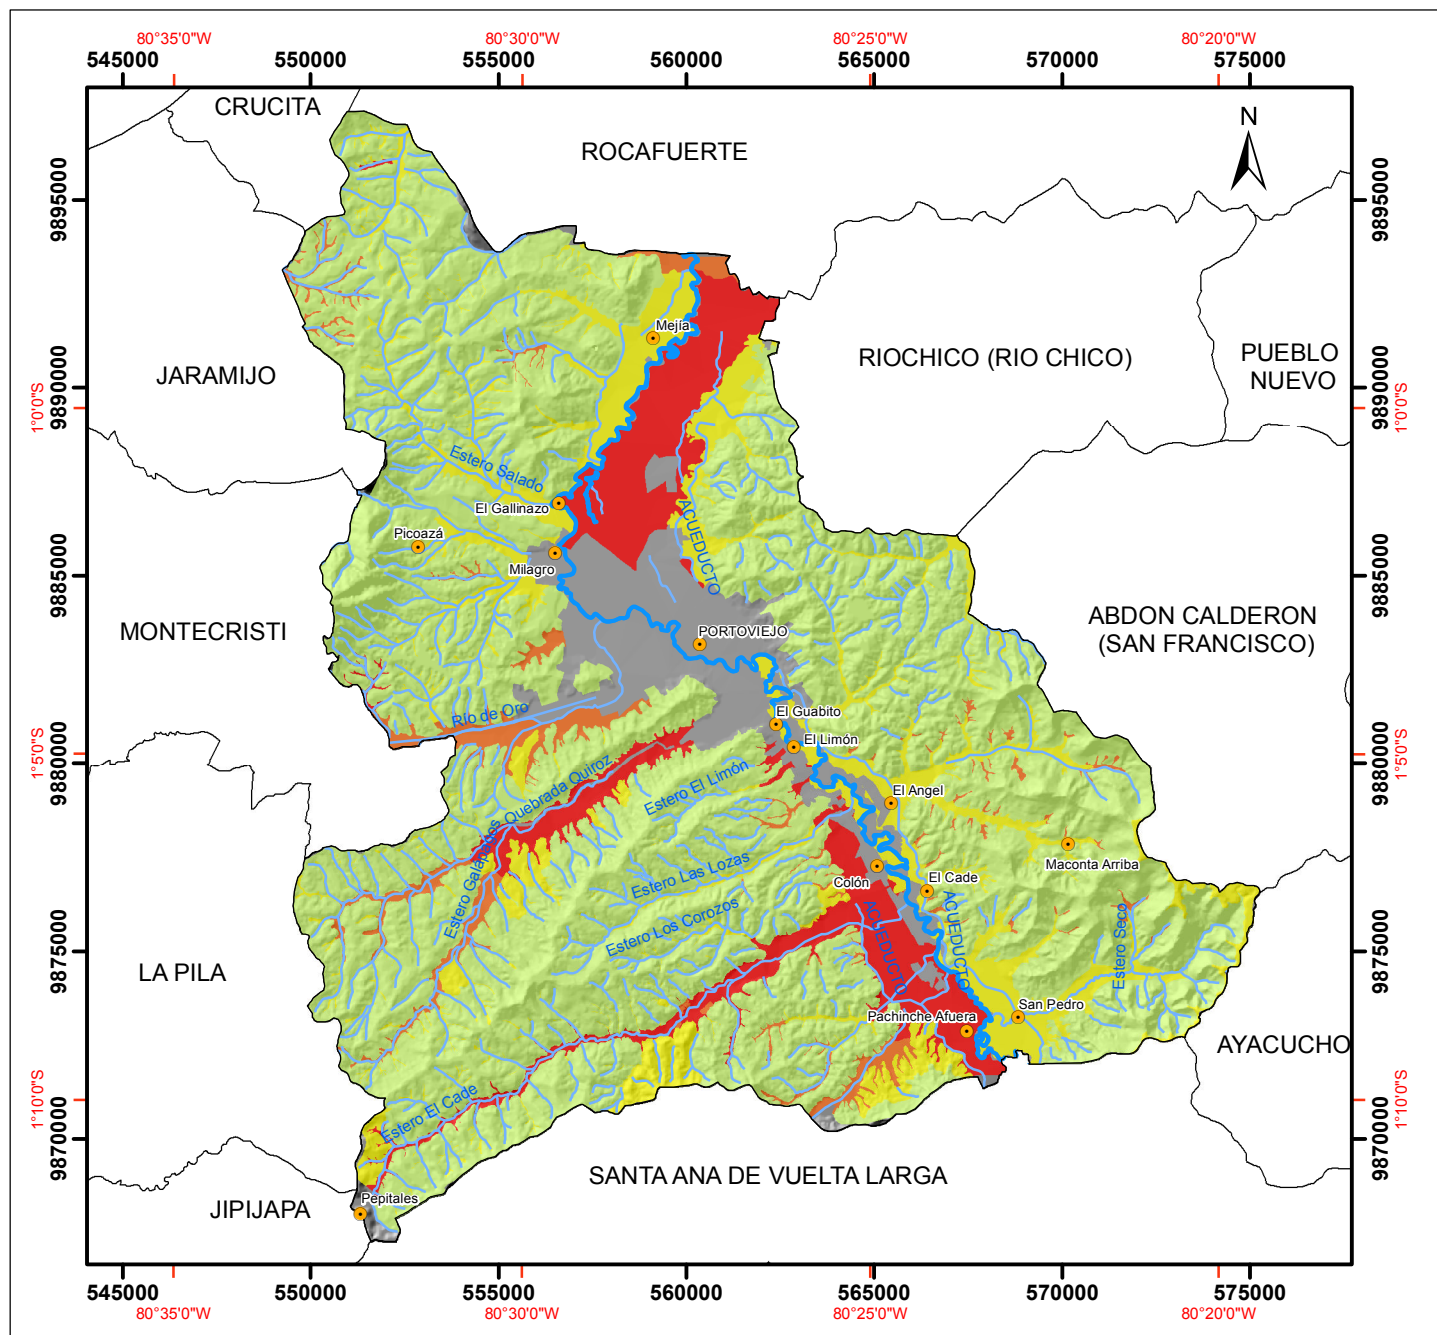 80°35'0"W
80°30'0"W
80°25'0"W
80°20'0"W
545000
550000
555000
560000
565000
570000
575000
CRUCITA
ROCAFUERTE
N
9895000
9895000
Mejía
RIOCHICO (RIO CHICO)
PUEBLO
NUEVO
JARAMIJO
9890000
9890000
1°0'0"S
1°0'0"S
Estero Salado
El Gallinazo
ACUEDUCTO
Picoazá
Milagro
9885000
9885000
MONTECRISTI
PORTOVIEJO
ABDON CALDERON
(SAN FRANCISCO)
Río de Oro
El Guabito
El Limón
1°5'0"S
1°5'0"S
9880000
9880000
Quebrada Quiroz
Estero El Limón
El Angel
Estero Galápagos
Maconta Arriba
Estero Las Lozas
Colón
El Cade
Estero Los Corozos
ACUEDUCTO
ACUEDUCTO
Estero Seco
LA PILA
9875000
9875000
San Pedro
Pachinche Afuera
AYACUCHO
1°10'0"S
1°10'0"S
Estero El Cade
9870000
9870000
SANTA ANA DE VUELTA LARGA
Pepitales
JIPIJAPA
545000
550000
555000
560000
565000
570000
575000
80°35'0"W
80°30'0"W
80°25'0"W
80°20'0"W